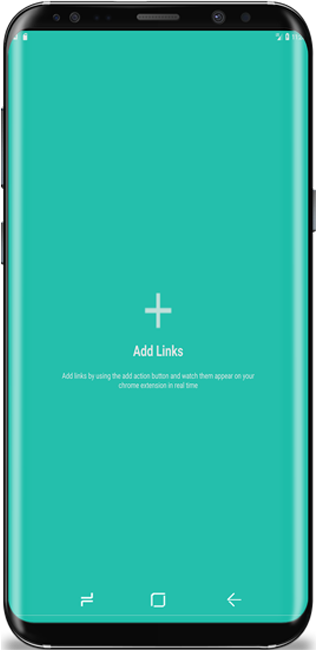 Add Links
Add links by using the add action button and watch them appear on your
chrome extension in real time